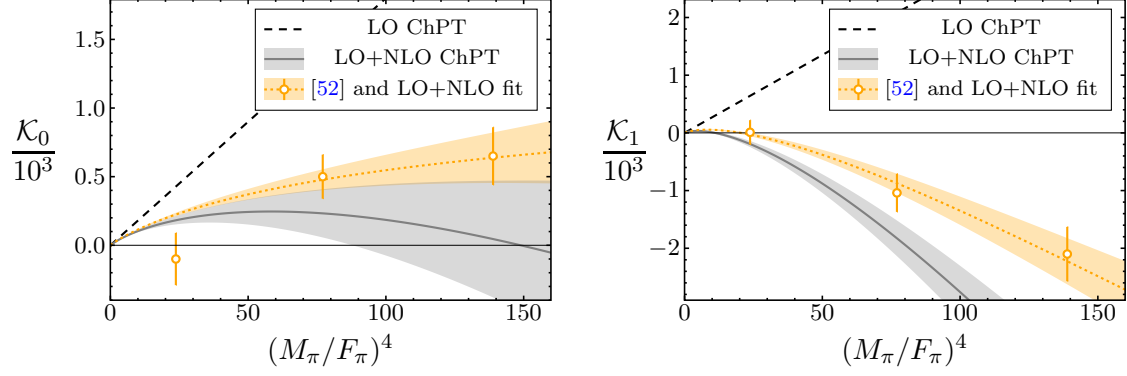 LO ChPT
LO+NLO ChPT
[52] and LO+NLO fit
1.5
1.0
0.5
0.0
K₀
10³
0
50
100
150
(M_π/F_π)⁴
LO ChPT
LO+NLO ChPT
[52] and LO+NLO fit
2
1
0
−1
−2
K₁
10³
0
50
100
150
(M_π/F_π)⁴